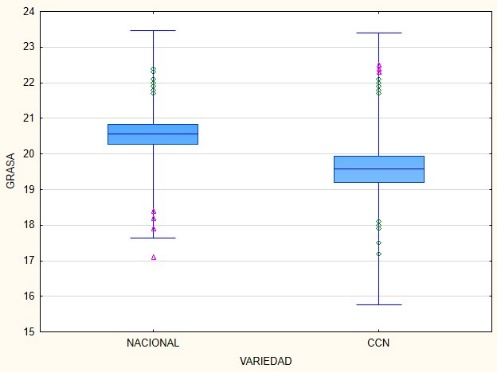 24
23
22
21
20
19
18
17
16
15
GRASA
NACIONAL
CCN
VARIEDAD